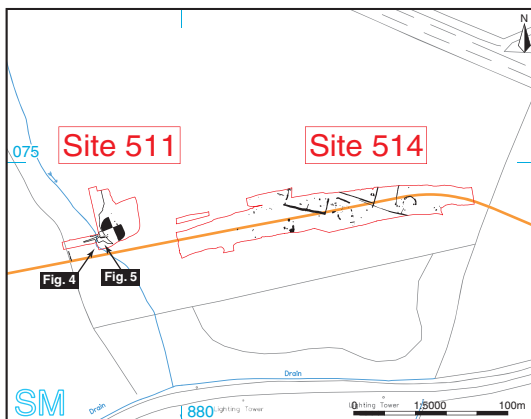 N
Site 511
Site 514
075
Fig. 4
Fig. 5
Drain
SM
Drain
880
Lighting Tower
Lighting Tower
Drain
0
1:5000
100m